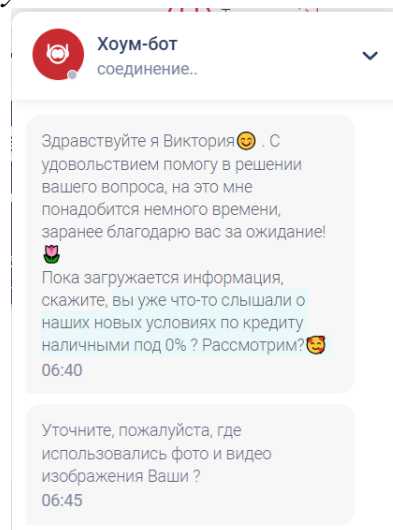 Хоум-бот
соединение..
Здравствуйте я Виктория😊 . С
удовольствием помогу в решении
вашего вопроса, на это мне
понадобится немного времени,
заранее благодарю вас за ожидание!
🌷
Пока загружается информация,
скажите, вы уже что-то слышали о
наших новых условиях по кредиту
наличными под 0% ? Рассмотрим?🥰
06:40
Уточните, пожалуйста, где
использовались фото и видео
изображения Ваши ?
06:45